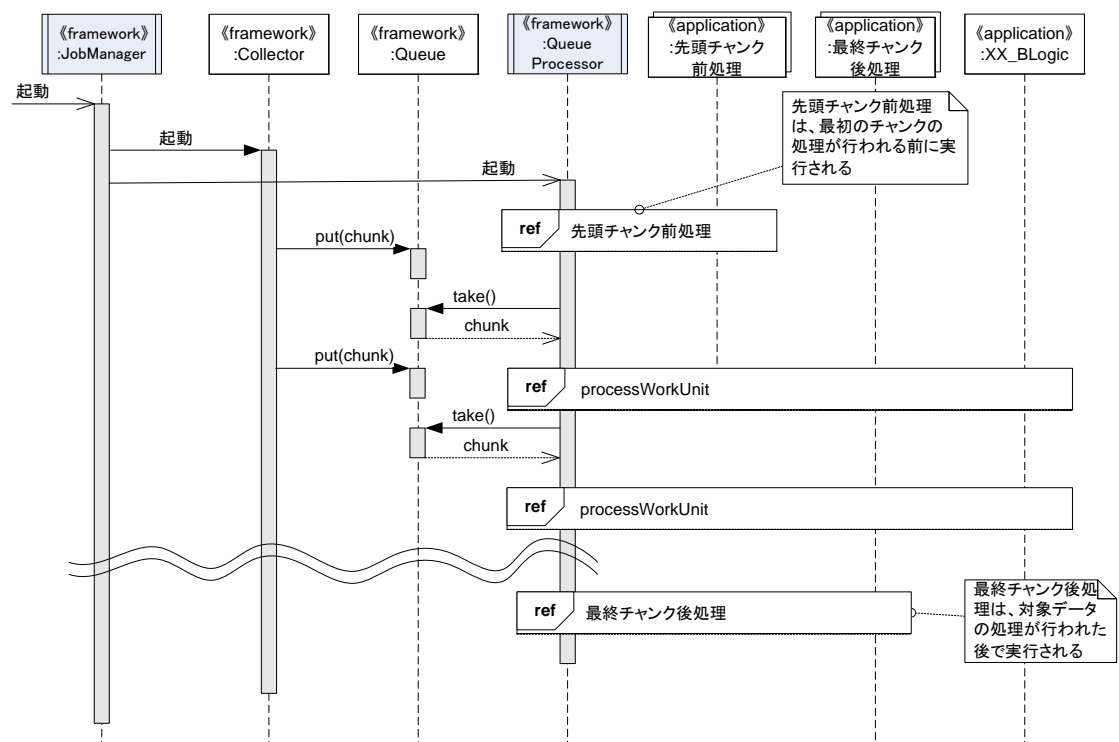 《framework》
:JobManager
《framework》
:Collector
《framework》
:Queue
《framework》
:Queue
Processor
《application》
:先頭チャンク
前処理
《application》
:最終チャンク
後処理
《application》
:XX_BLogic
起動
先頭チャンク前処理
は、最初のチャンクの
処理が行われる前に実
行される
起動
起動
ref 先頭チャンク前処理
put(chunk)
take()
chunk
put(chunk)
ref processWorkUnit
take()
chunk
ref processWorkUnit
最終チャンク後処
理は、対象データ
の処理が行われた
後で実行される
ref 最終チャンク後処理